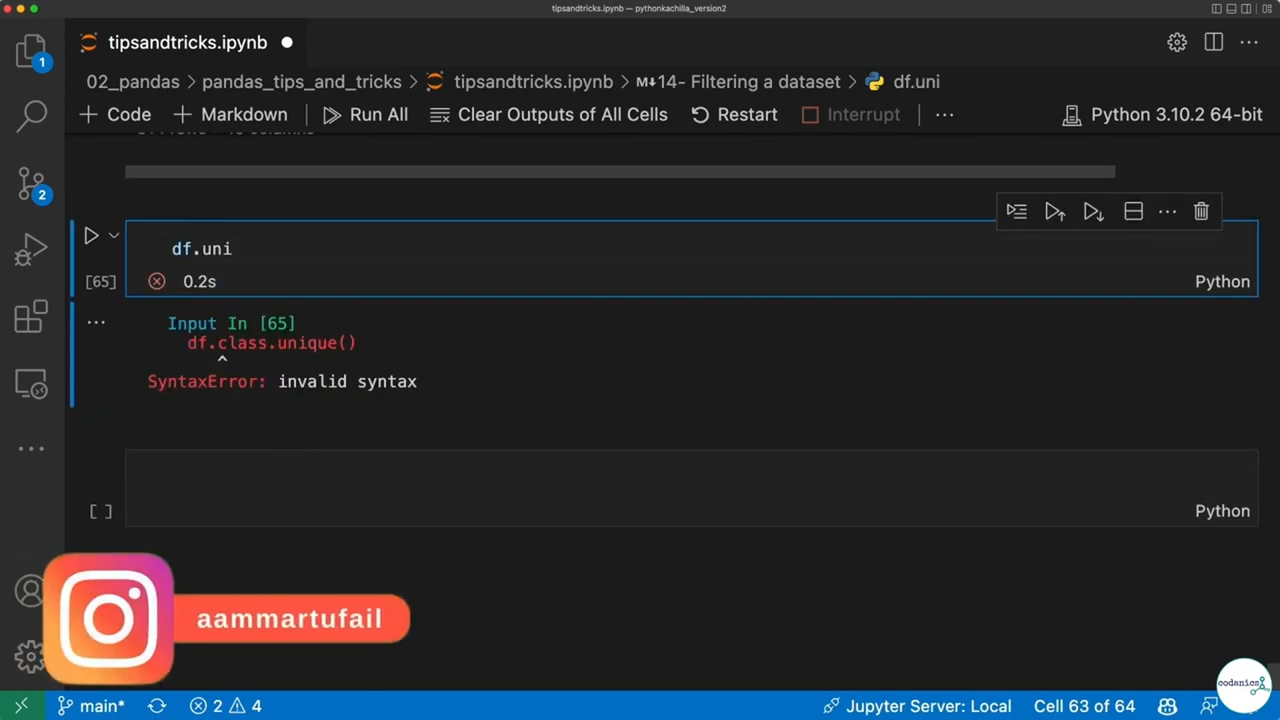 tipsandtricks.ipynb — pythonkachilla_version2
tipsandtricks.ipynb
02_pandas > pandas_tips_and_tricks > tipsandtricks.ipynb > M↓14- Filtering a dataset > df.uni
+ Code + Markdown Run All Clear Outputs of All Cells Restart Interrupt ... Python 3.10.2 64-bit
1
2
df.uni
[65] 0.2s Python
... Input In [65]
df.class.unique()
^
SyntaxError: invalid syntax
[ ] Python
aammartufail
codanics
main* 2 4 Jupyter Server: Local Cell 63 of 64